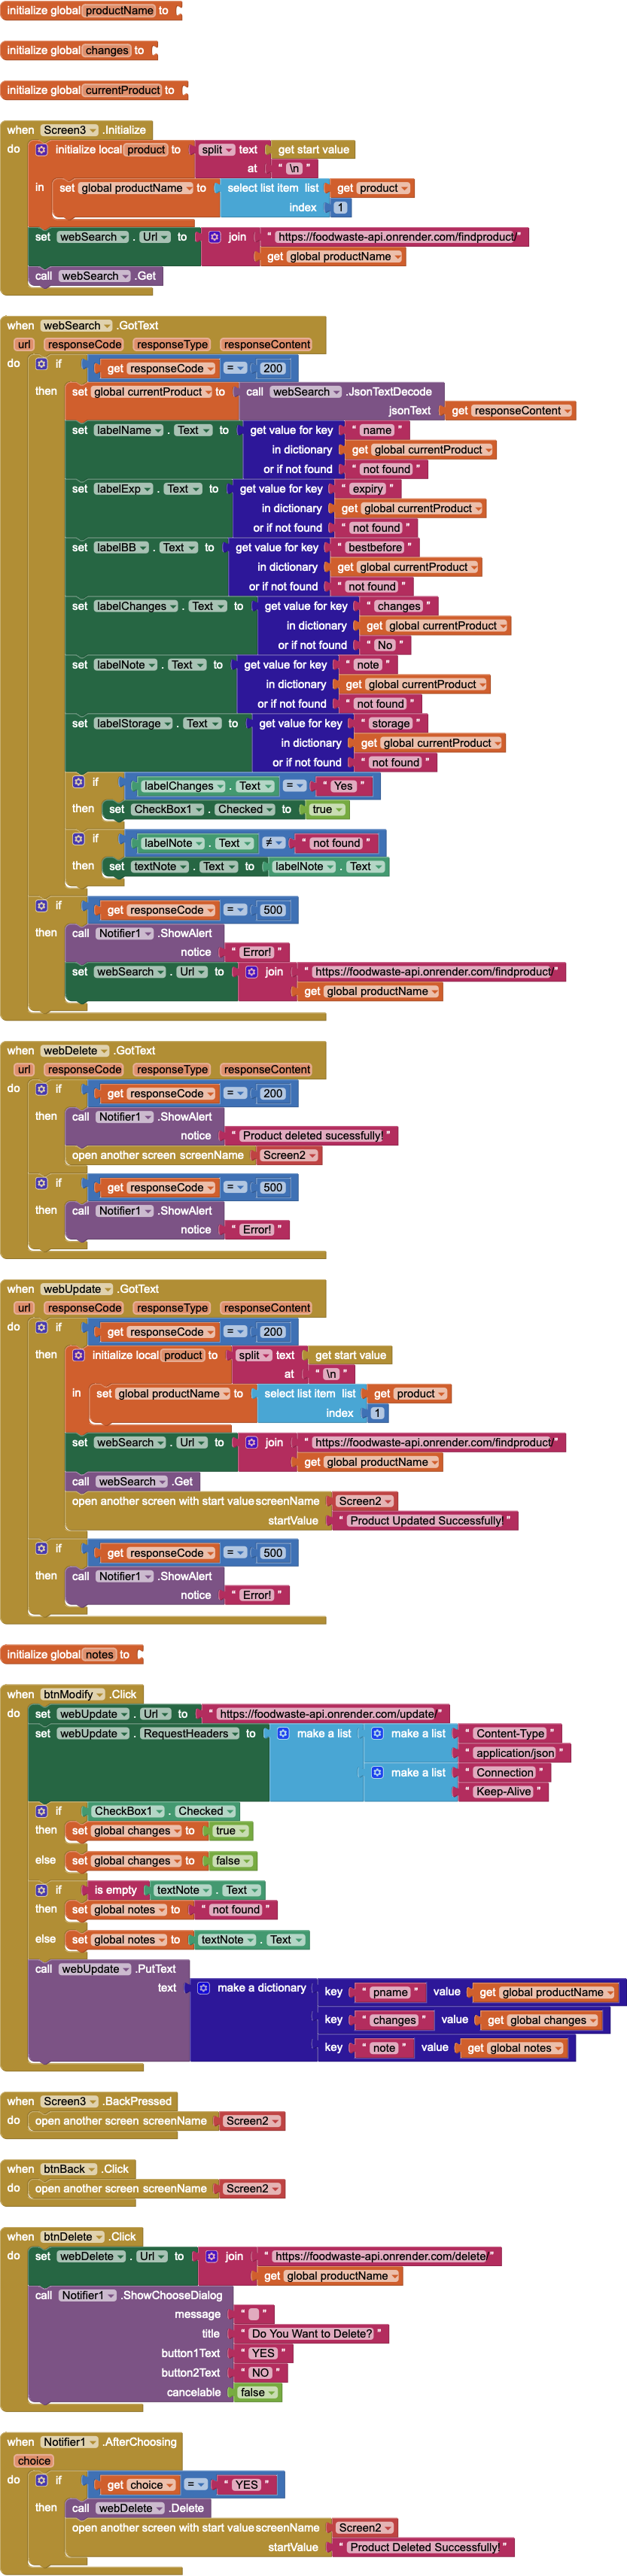 initialize global productName to
initialize global changes to
initialize global currentProduct to
when Screen3 .Initialize
do initialize local product to split text get start value
at " \n "
in set global productName to select list item list get product
index 1
set webSearch . Url to join " https://foodwaste-api.onrender.com/findproduct/ "
get global productName
call webSearch .Get
when webSearch .GotText
url responseCode responseType responseContent
do if get responseCode = 200
then set global currentProduct to call webSearch .JsonTextDecode
jsonText get responseContent
set labelName . Text to get value for key " name "
in dictionary get global currentProduct
or if not found " not found "
set labelExp . Text to get value for key " expiry "
in dictionary get global currentProduct
or if not found " not found "
set labelBB . Text to get value for key " bestbefore "
in dictionary get global currentProduct
or if not found " not found "
set labelChanges . Text to get value for key " changes "
in dictionary get global currentProduct
or if not found " No "
set labelNote . Text to get value for key " note "
in dictionary get global currentProduct
or if not found " not found "
set labelStorage . Text to get value for key " storage "
in dictionary get global currentProduct
or if not found " not found "
if labelChanges . Text = " Yes "
then set CheckBox1 . Checked to true
if labelNote . Text ≠ " not found "
then set textNote . Text to labelNote . Text
if get responseCode = 500
then call Notifier1 .ShowAlert
notice " Error! "
set webSearch . Url to join " https://foodwaste-api.onrender.com/findproduct/ "
get global productName
when webDelete .GotText
url responseCode responseType responseContent
do if get responseCode = 200
then call Notifier1 .ShowAlert
notice " Product deleted sucessfully! "
open another screen screenName Screen2
if get responseCode = 500
then call Notifier1 .ShowAlert
notice " Error! "
when webUpdate .GotText
url responseCode responseType responseContent
do if get responseCode = 200
then initialize local product to split text get start value
at " \n "
in set global productName to select list item list get product
index 1
set webSearch . Url to join " https://foodwaste-api.onrender.com/findproduct/ "
get global productName
call webSearch .Get
open another screen with start value screenName Screen2
startValue " Product Updated Successfully! "
if get responseCode = 500
then call Notifier1 .ShowAlert
notice " Error! "
initialize global notes to
when btnModify .Click
do set webUpdate . Url to " https://foodwaste-api.onrender.com/update/ "
set webUpdate . RequestHeaders to make a list make a list " Content-Type "
" application/json "
make a list " Connection "
" Keep-Alive "
if CheckBox1 . Checked
then set global changes to true
else set global changes to false
if is empty textNote . Text
then set global notes to " not found "
else set global notes to textNote . Text
call webUpdate .PutText
text make a dictionary key " pname " value get global productName
key " changes " value get global changes
key " note " value get global notes
when Screen3 .BackPressed
do open another screen screenName Screen2
when btnBack .Click
do open another screen screenName Screen2
when btnDelete .Click
do set webDelete . Url to join " https://foodwaste-api.onrender.com/delete/ "
get global productName
call Notifier1 .ShowChooseDialog
message " "
title " Do You Want to Delete? "
button1Text " YES "
button2Text " NO "
cancelable false
when Notifier1 .AfterChoosing
choice
do if get choice = " YES "
then call webDelete .Delete
open another screen with start value screenName Screen2
startValue " Product Deleted Successfully! "